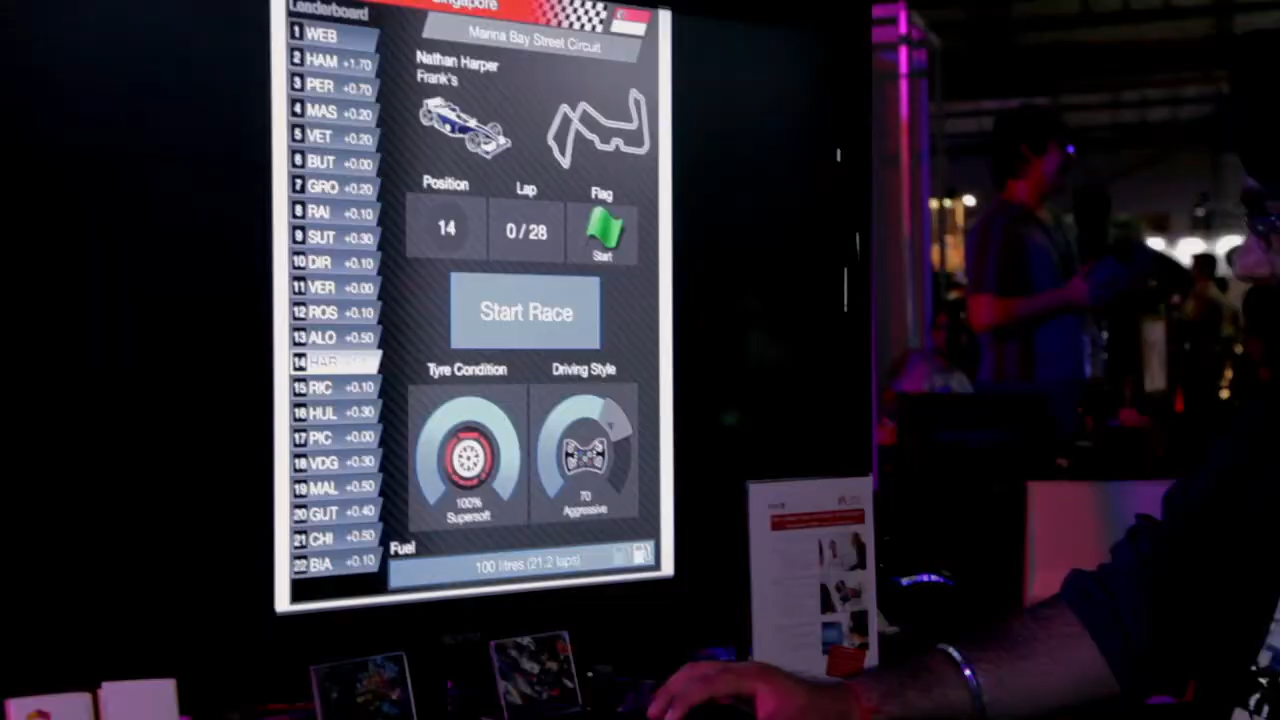 Singapore
Leaderboard
Marina Bay Street Circuit
Nathan Harper
Frank's
1 WEB
2 HAM +1.70
3 PER +0.70
4 MAS +0.20
5 VET +0.20
6 BUT +0.00
7 GRO +0.20
8 RAI +0.10
9 SUT +0.30
10 DIR +0.10
11 VER +0.00
12 ROS +0.10
13 ALO +0.50
14 HAR
15 RIC +0.10
16 HUL +0.30
17 PIC +0.00
18 VDG +0.30
19 MAL +0.50
20 GUT +0.40
21 CHI +0.50
22 BIA +0.10
Position Lap Flag
14 0 / 28
Start
Start Race
Tyre Condition Driving Style
100% 70
Supersoft Aggressive
Fuel
100 litres (21.2 laps)